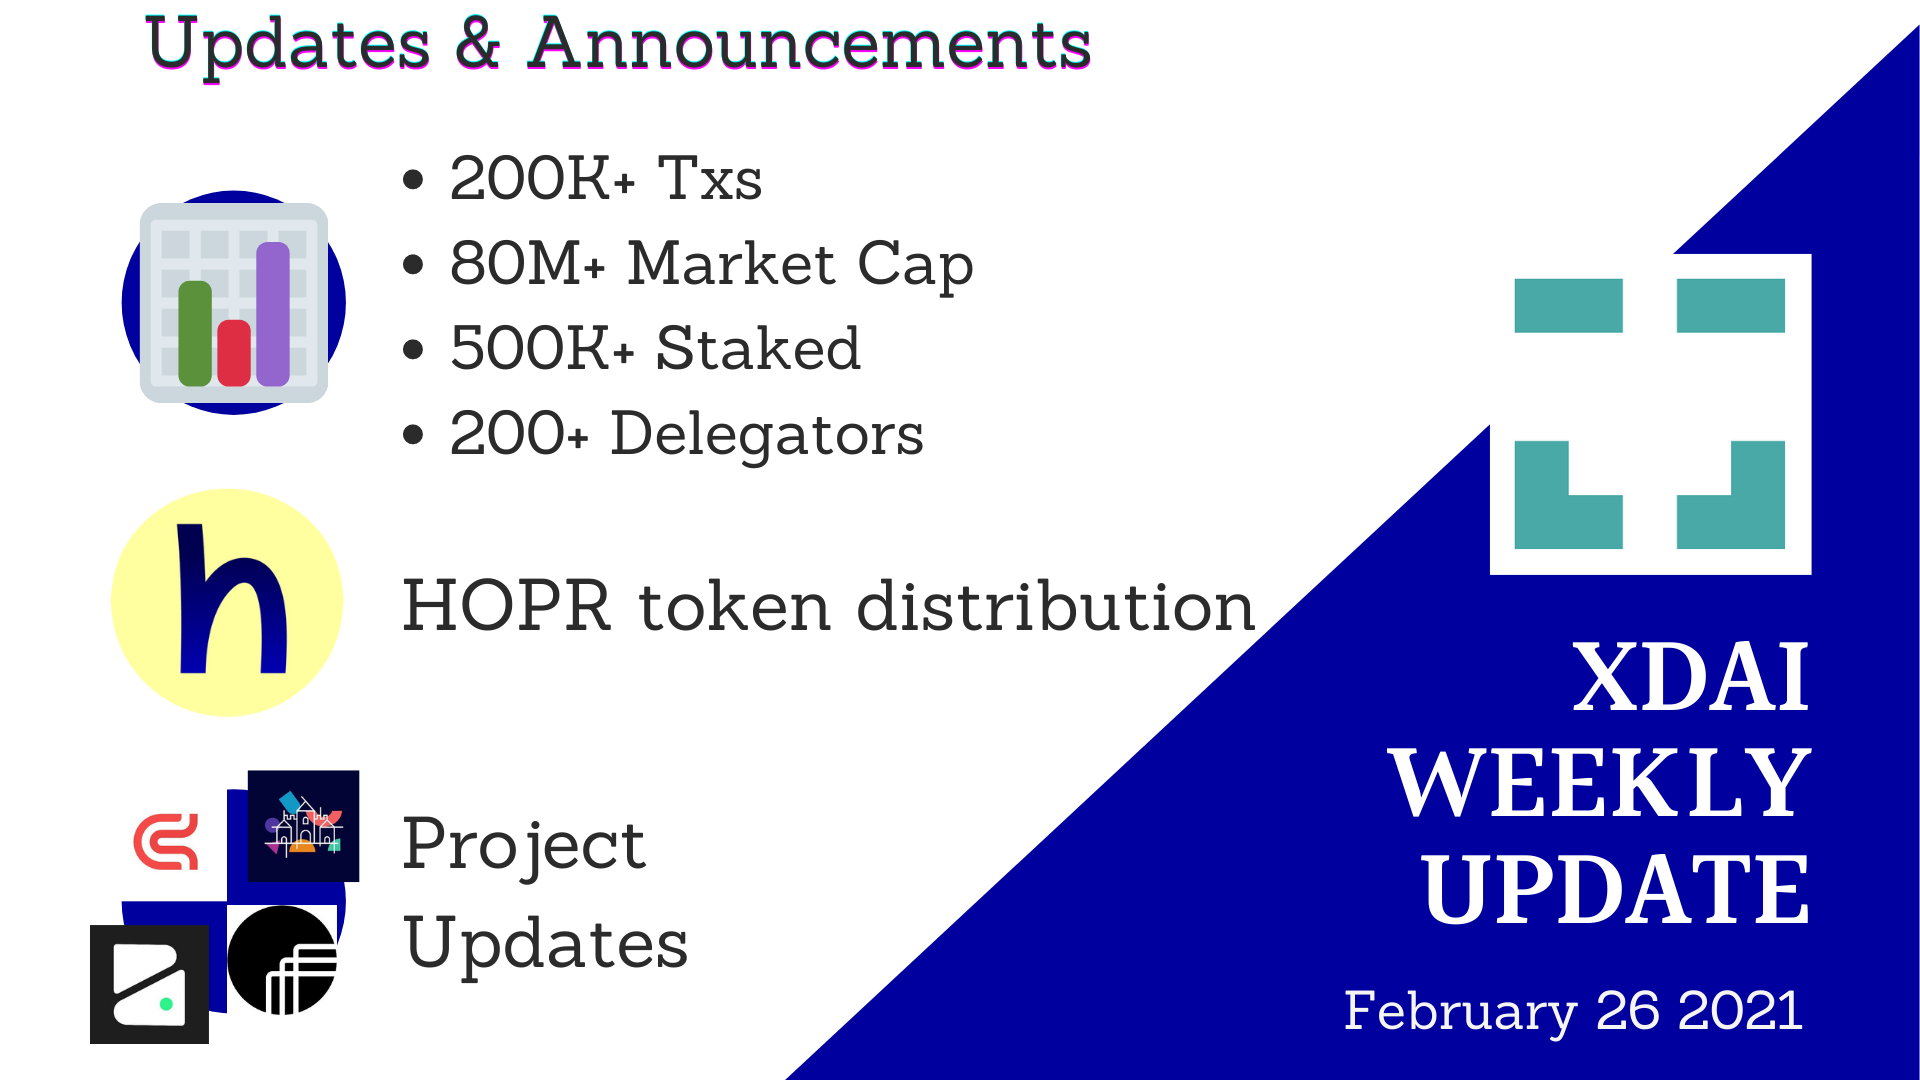 Updates & Announcements
• 200K+ Txs
• 80M+ Market Cap
• 500K+ Staked
• 200+ Delegators
h
HOPR token distribution
Project
Updates
XDAI
WEEKLY
UPDATE
February 26 2021